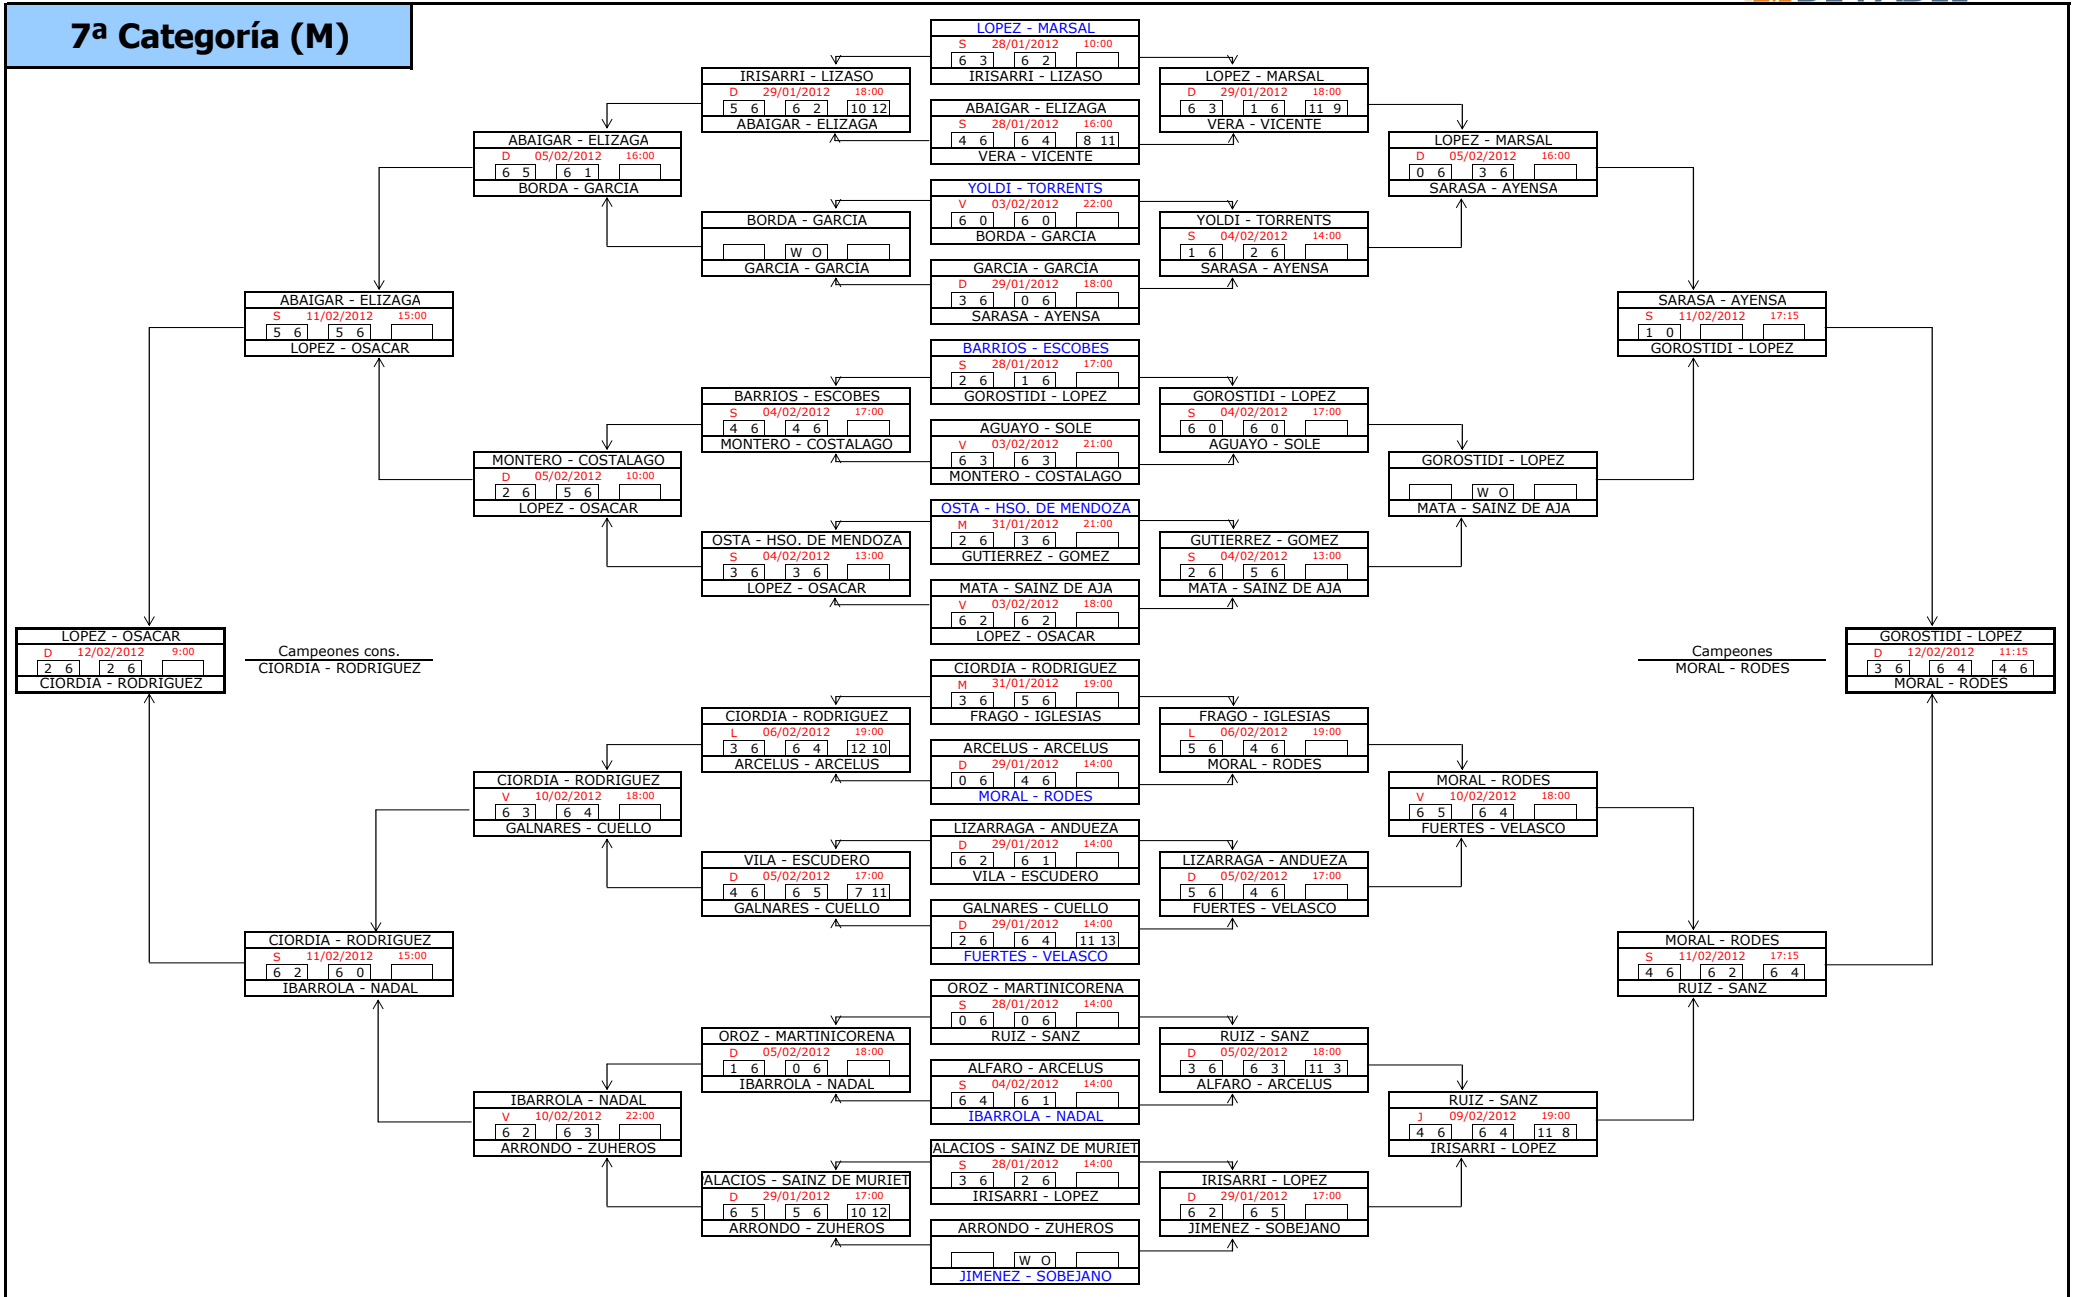 7ª Categoría (M)
LOPEZ - MARSAL
S 28/01/2012 10:00
6 3 6 2
IRISARRI - LIZASO
ABAIGAR - ELIZAGA
S 28/01/2012 16:00
4 6 6 4 8 11
VERA - VICENTE
YOLDI - TORRENTS
V 03/02/2012 22:00
6 0 6 0
BORDA - GARCIA
GARCIA - GARCÍA
D 29/01/2012 18:00
3 6 0 6
SARASA - AYENSA
BARRIOS - ESCOBES
S 28/01/2012 17:00
2 6 1 6
GOROSTIDI - LOPEZ
AGUAYO - SOLE
V 03/02/2012 21:00
6 3 6 3
MONTERO - COSTALAGO
OSTA - HSO. DE MENDOZA
M 31/01/2012 21:00
2 6 3 6
GUTIERREZ - GOMEZ
MATA - SAINZ DE AJA
V 03/02/2012 18:00
6 2 6 2
LOPEZ - OSACAR
CIORDIA - RODRIGUEZ
M 31/01/2012 19:00
3 6 5 6
FRAGO - IGLESIAS
ARCELUS - ARCELUS
D 29/01/2012 14:00
0 6 4 6
MORAL - RODES
LIZARRAGA - ANDUEZA
D 29/01/2012 14:00
6 2 6 1
VILA - ESCUDERO
GALNARES - CUELLO
D 29/01/2012 14:00
2 6 6 4 11 13
FUERTES - VELASCO
OROZ - MARTINICORENA
S 28/01/2012 14:00
0 6 0 6
RUIZ - SANZ
ALFARO - ARCELUS
S 04/02/2012 14:00
6 4 6 1
IBARROLA - NADAL
ALACIOS - SAINZ DE MURIET
S 28/01/2012 14:00
3 6 2 6
IRISARRI - LOPEZ
ARRONDO - ZUHEROS
W O
JIMENEZ - SOBEJANO
IRISARRI - LIZASO
D 29/01/2012 18:00
5 6 6 2 10 12
ABAIGAR - ELIZAGA
BORDA - GARCIA
W O
GARCIA - GARCÍA
BARRIOS - ESCOBES
S 04/02/2012 17:00
4 6 4 6
MONTERO - COSTALAGO
OSTA - HSO. DE MENDOZA
S 04/02/2012 13:00
3 6 3 6
LOPEZ - OSACAR
CIORDIA - RODRIGUEZ
L 06/02/2012 19:00
3 6 6 4 12 10
ARCELUS - ARCELUS
VILA - ESCUDERO
D 05/02/2012 17:00
4 6 6 5 7 11
GALNARES - CUELLO
OROZ - MARTINICORENA
D 05/02/2012 18:00
1 6 0 6
IBARROLA - NADAL
ALACIOS - SAINZ DE MURIET
D 29/01/2012 17:00
6 5 5 6 10 12
ARRONDO - ZUHEROS
ABAIGAR - ELIZAGA
D 05/02/2012 16:00
6 5 6 1
BORDA - GARCIA
MONTERO - COSTALAGO
D 05/02/2012 10:00
2 6 5 6
LOPEZ - OSACAR
CIORDIA - RODRIGUEZ
V 10/02/2012 18:00
6 3 6 4
GALNARES - CUELLO
IBARROLA - NADAL
V 10/02/2012 22:00
6 2 6 3
ARRONDO - ZUHEROS
ABAIGAR - ELIZAGA
S 11/02/2012 15:00
5 6 5 6
LOPEZ - OSACAR
CIORDIA - RODRIGUEZ
S 11/02/2012 15:00
6 2 6 0
IBARROLA - NADAL
LOPEZ - OSACAR
D 12/02/2012 9:00
2 6 2 6
CIORDIA - RODRIGUEZ
Campeones cons.
CIORDIA - RODRIGUEZ
LOPEZ - MARSAL
D 29/01/2012 18:00
6 3 1 6 11 9
VERA - VICENTE
YOLDI - TORRENTS
S 04/02/2012 14:00
1 6 2 6
SARASA - AYENSA
GOROSTIDI - LOPEZ
S 04/02/2012 17:00
6 0 6 0
AGUAYO - SOLE
GUTIERREZ - GOMEZ
S 04/02/2012 13:00
2 6 5 6
MATA - SAINZ DE AJA
FRAGO - IGLESIAS
L 06/02/2012 19:00
5 6 4 6
MORAL - RODES
LIZARRAGA - ANDUEZA
D 05/02/2012 17:00
5 6 4 6
FUERTES - VELASCO
RUIZ - SANZ
D 05/02/2012 18:00
3 6 6 3 11 3
ALFARO - ARCELUS
IRISARRI - LOPEZ
D 29/01/2012 17:00
6 2 6 5
JIMENEZ - SOBEJANO
LOPEZ - MARSAL
D 05/02/2012 16:00
0 6 3 6
SARASA - AYENSA
GOROSTIDI - LOPEZ
W O
MATA - SAINZ DE AJA
MORAL - RODES
V 10/02/2012 18:00
6 5 6 4
FUERTES - VELASCO
RUIZ - SANZ
J 09/02/2012 19:00
4 6 6 4 11 8
IRISARRI - LOPEZ
SARASA - AYENSA
S 11/02/2012 17:15
1 0
GOROSTIDI - LOPEZ
MORAL - RODES
S 11/02/2012 17:15
4 6 6 2 6 4
RUIZ - SANZ
Campeones
MORAL - RODES
GOROSTIDI - LOPEZ
D 12/02/2012 11:15
3 6 6 4 4 6
MORAL - RODES